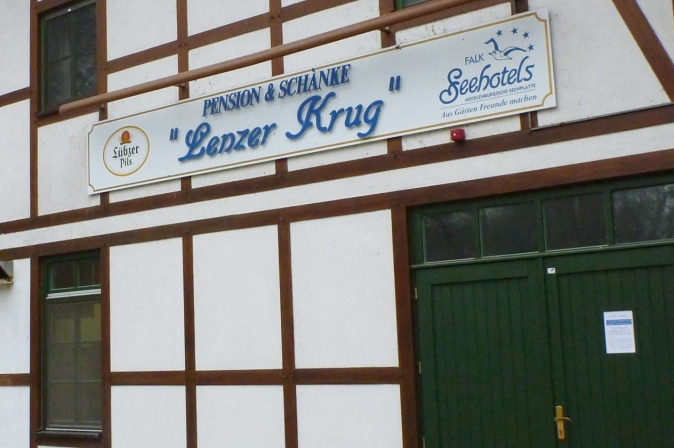 PENSION & SCHÄNKE
"Lenzer Krug"
Lübzer
Pils
FALK
Seehotels
MECKLENBURGISCHE SEENPLATTE
Aus Gästen Freunde machen